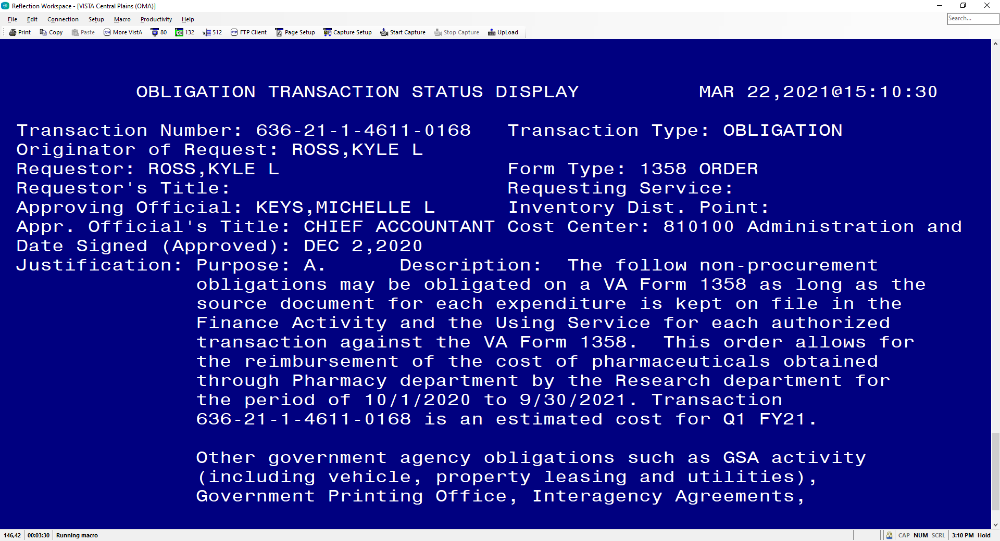 Reflection Workspace - [VISTA Central Plains (OMA)]
File Edit Connection Setup Macro Productivity Help
Search...
Print Copy Paste More VistA 80 132 512 FTP Client Page Setup Capture Setup Start Capture Stop Capture UpLoad
OBLIGATION TRANSACTION STATUS DISPLAY MAR 22,2021@15:10:30
Transaction Number: 636-21-1-4611-0168 Transaction Type: OBLIGATION
Originator of Request: ROSS,KYLE L
Requestor: ROSS,KYLE L Form Type: 1358 ORDER
Requestor's Title: Requesting Service:
Approving Official: KEYS,MICHELLE L Inventory Dist. Point:
Appr. Official's Title: CHIEF ACCOUNTANT Cost Center: 810100 Administration and
Date Signed (Approved): DEC 2,2020
Justification: Purpose: A. Description: The follow non-procurement
obligations may be obligated on a VA Form 1358 as long as the
source document for each expenditure is kept on file in the
Finance Activity and the Using Service for each authorized
transaction against the VA Form 1358. This order allows for
the reimbursement of the cost of pharmaceuticals obtained
through Pharmacy department by the Research department for
the period of 10/1/2020 to 9/30/2021. Transaction
636-21-1-4611-0168 is an estimated cost for Q1 FY21.
Other government agency obligations such as GSA activity
(including vehicle, property leasing and utilities),
Government Printing Office, Interagency Agreements,
146,42 00:03:30 Running macro CAP NUM SCRL 3:10 PM Hold